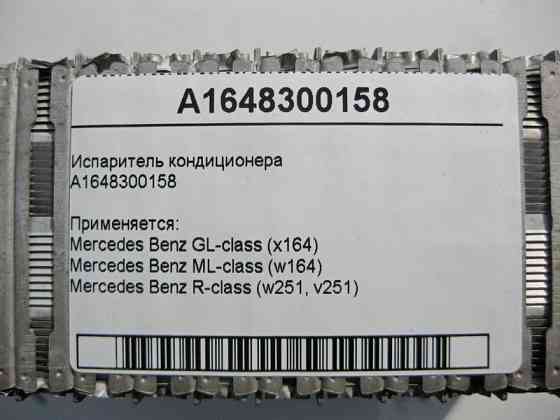 A1648300158
Испаритель кондиционера
A1648300158
Применяется:
Mercedes Benz GL-class (x164)
Mercedes Benz ML-class (w164)
Mercedes Benz R-class (w251, v251)